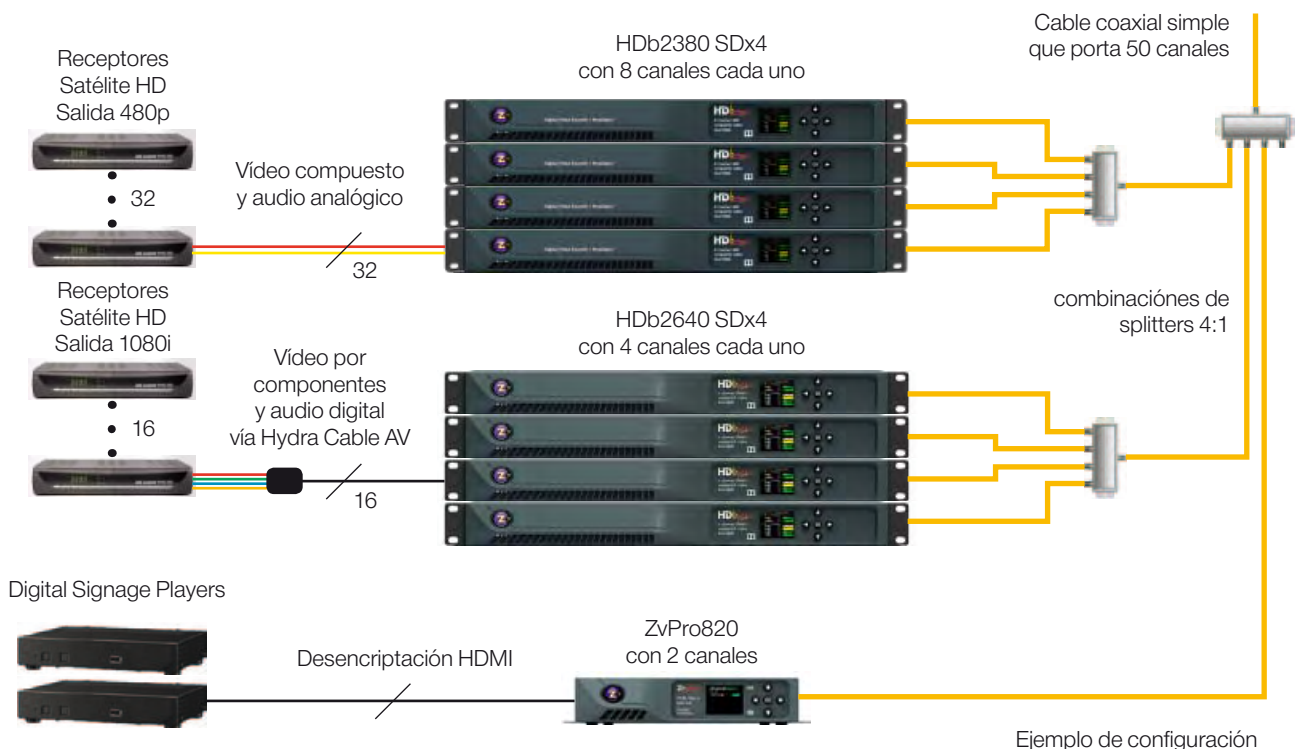 Receptores
Satélite HD
Salida 480p
32
Vídeo compuesto
y audio analógico
32
HDb2380 SDx4
con 8 canales cada uno
Cable coaxial simple
que porta 50 canales
Receptores
Satélite HD
Salida 1080i
16
Vídeo por
componentes
y audio digital
vía Hydra Cable AV
16
HDb2640 SDx4
con 4 canales cada uno
combinaciónes de
splitters 4:1
Digital Signage Players
Desencriptación HDMI
ZvPro820
con 2 canales
Ejemplo de configuración